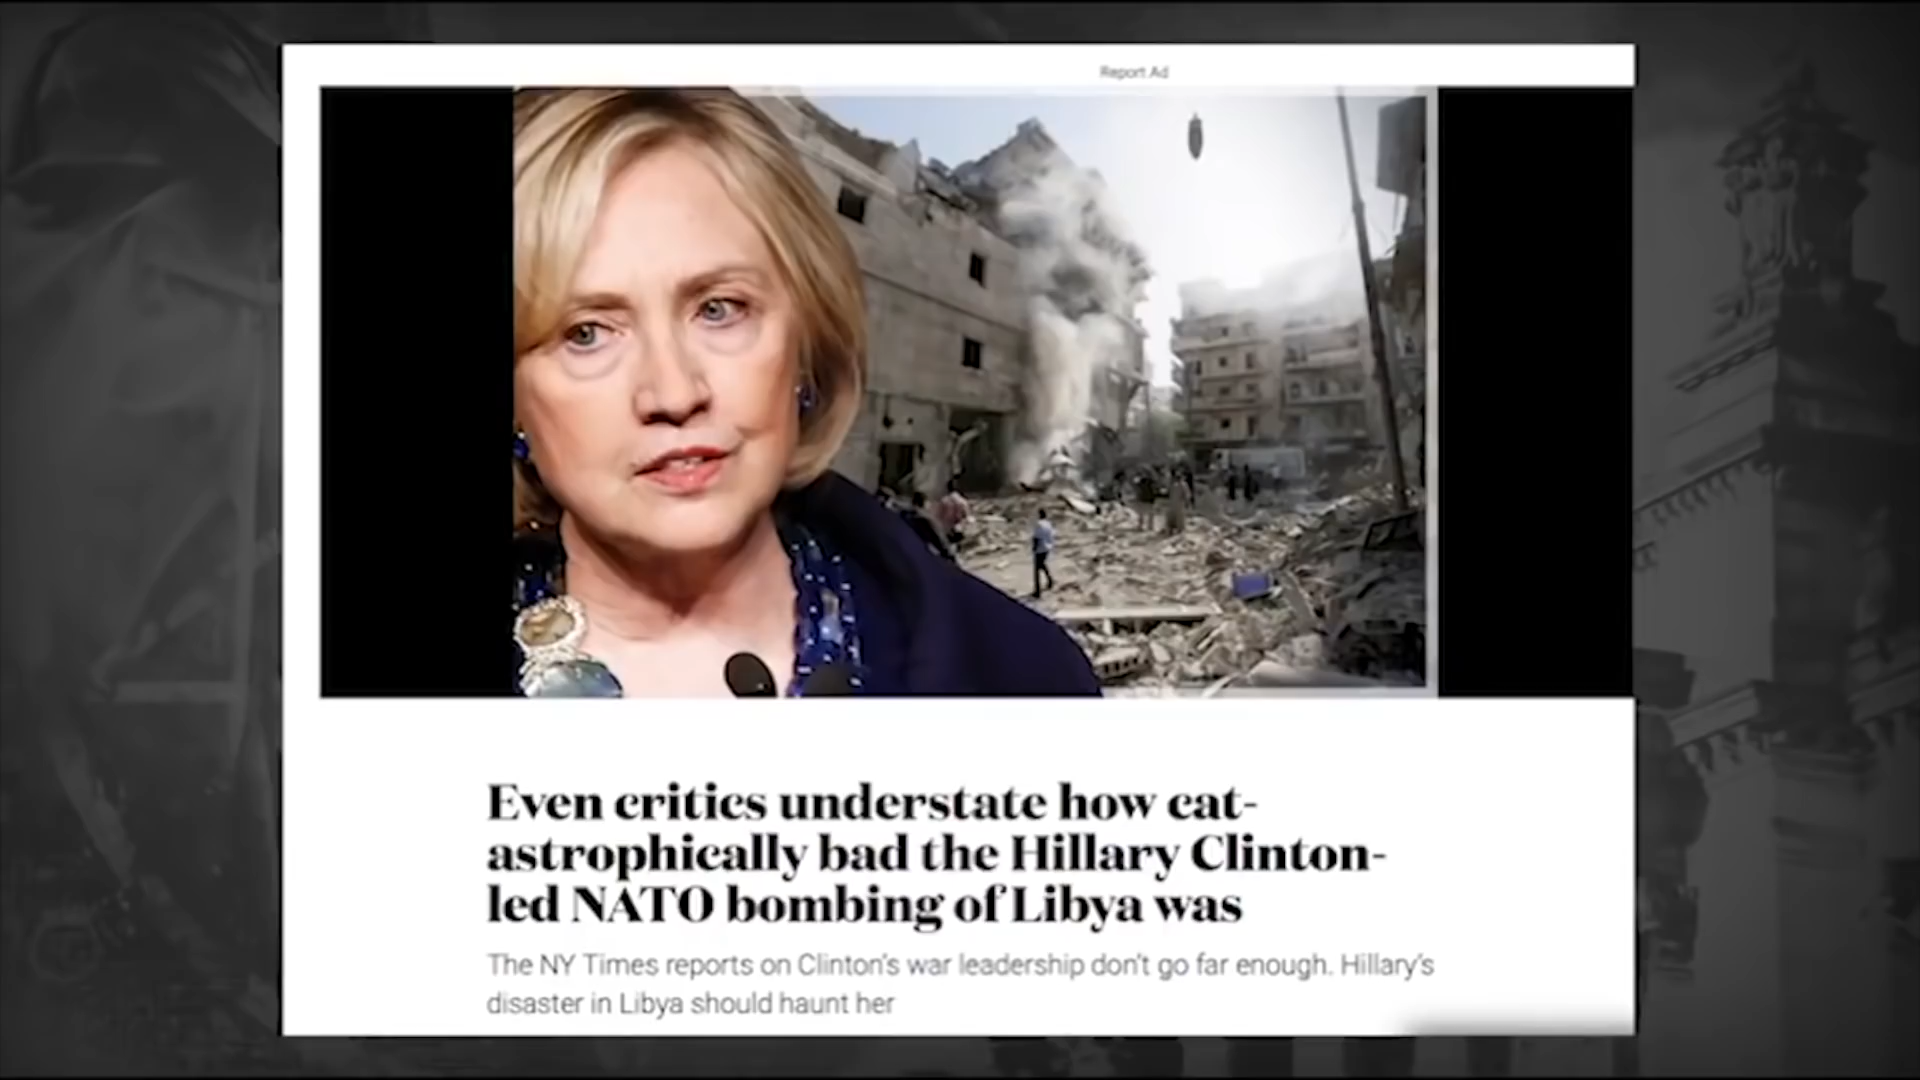 Report Ad
Even critics understate how cat-
astrophically bad the Hillary Clinton-
led NATO bombing of Libya was
The NY Times reports on Clinton's war leadership don't go far enough. Hillary's
disaster in Libya should haunt her